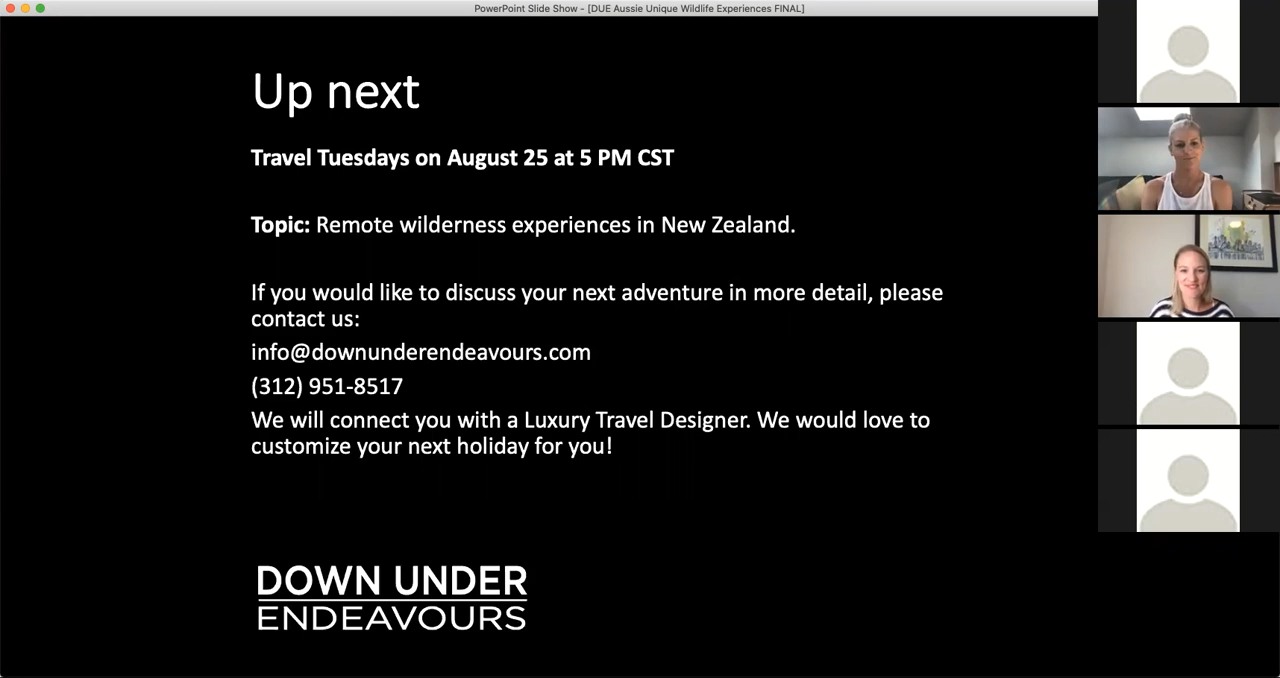 PowerPoint Slide Show - [DUE Aussie Unique Wildlife Experiences FINAL]
Up next
Travel Tuesdays on August 25 at 5 PM CST
Topic: Remote wilderness experiences in New Zealand.
If you would like to discuss your next adventure in more detail, please
contact us:
info@downunderendeavours.com
(312) 951-8517
We will connect you with a Luxury Travel Designer. We would love to
customize your next holiday for you!
DOWN UNDER
ENDEAVOURS